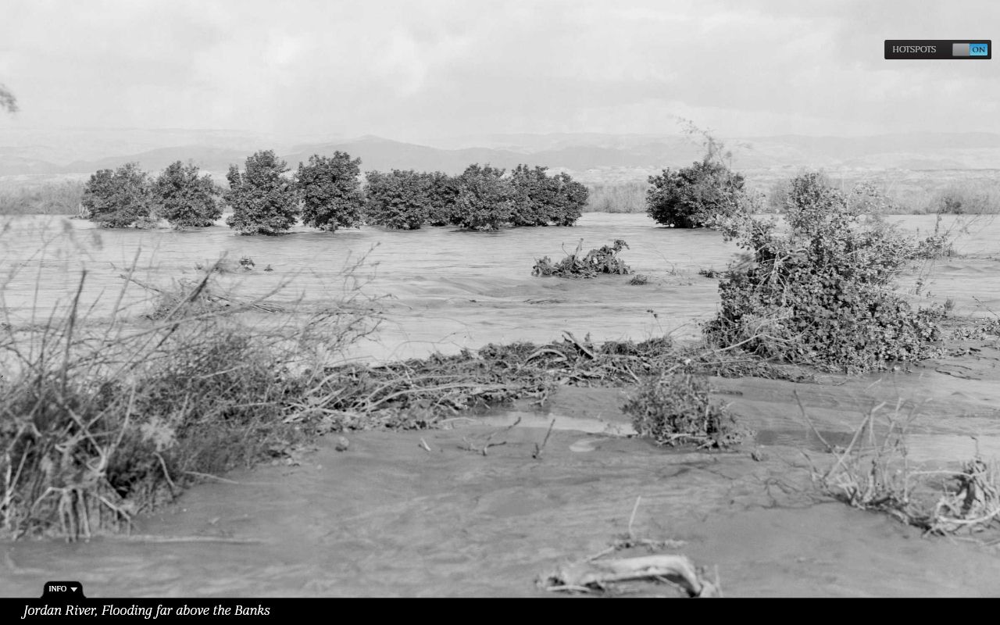 HOTSPOTS ON
INFO
Jordan River, Flooding far above the Banks